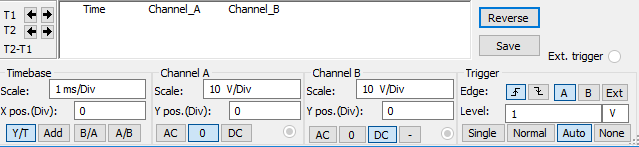 T1 Time Channel_A Channel_B Reverse
T2
T2-T1 Save Ext. trigger
Timebase Channel A Channel B Trigger
Scale: 1 ms/Div Scale: 10 V/Div Scale: 10 V/Div Edge: A B Ext
X pos.(Div): 0 Y pos.(Div): 0 Y pos.(Div): 0 Level: 1 V
Y/T Add B/A A/B AC 0 DC AC 0 DC - Single Normal Auto None